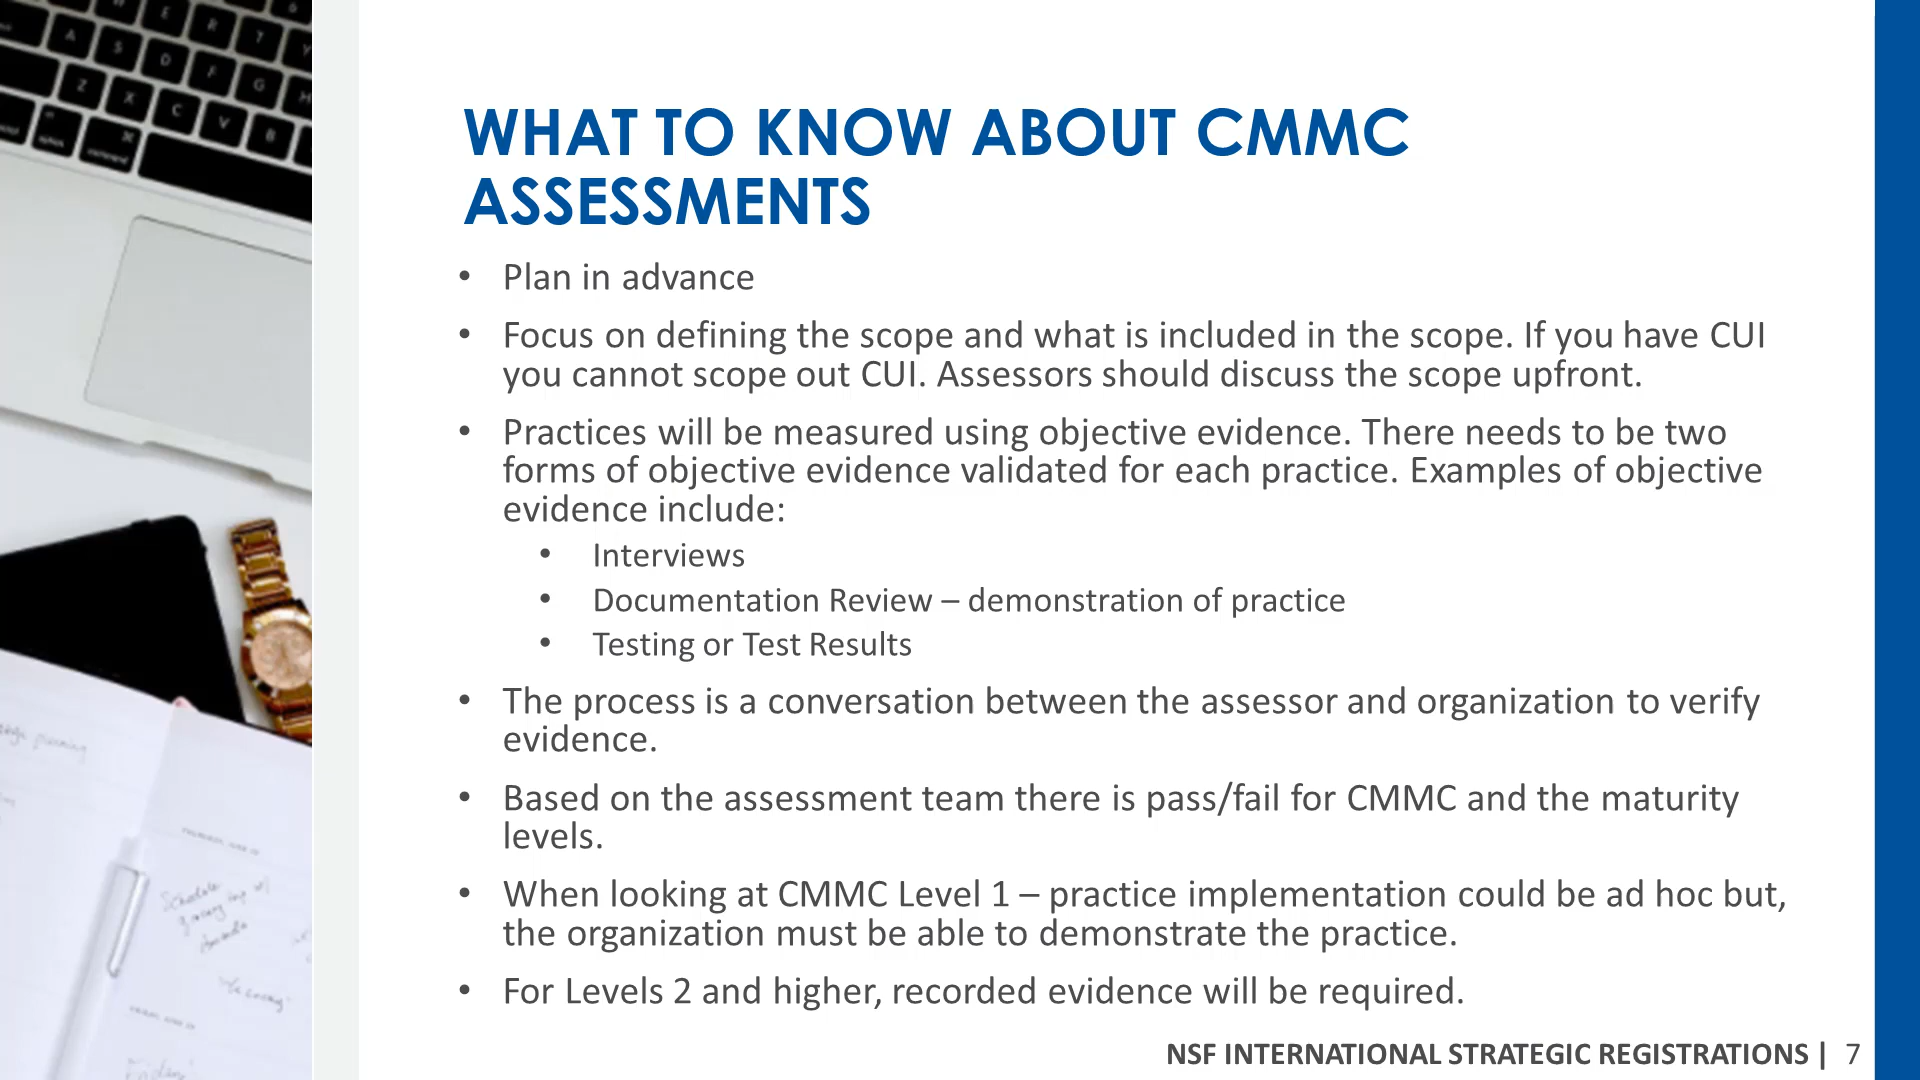 WHAT TO KNOW ABOUT CMMC
ASSESSMENTS
• Plan in advance
• Focus on defining the scope and what is included in the scope. If you have CUI
you cannot scope out CUI. Assessors should discuss the scope upfront.
• Practices will be measured using objective evidence. There needs to be two
forms of objective evidence validated for each practice. Examples of objective
evidence include:
• Interviews
• Documentation Review – demonstration of practice
• Testing or Test Results
• The process is a conversation between the assessor and organization to verify
evidence.
• Based on the assessment team there is pass/fail for CMMC and the maturity
levels.
• When looking at CMMC Level 1 – practice implementation could be ad hoc but,
the organization must be able to demonstrate the practice.
• For Levels 2 and higher, recorded evidence will be required.
NSF INTERNATIONAL STRATEGIC REGISTRATIONS | 7